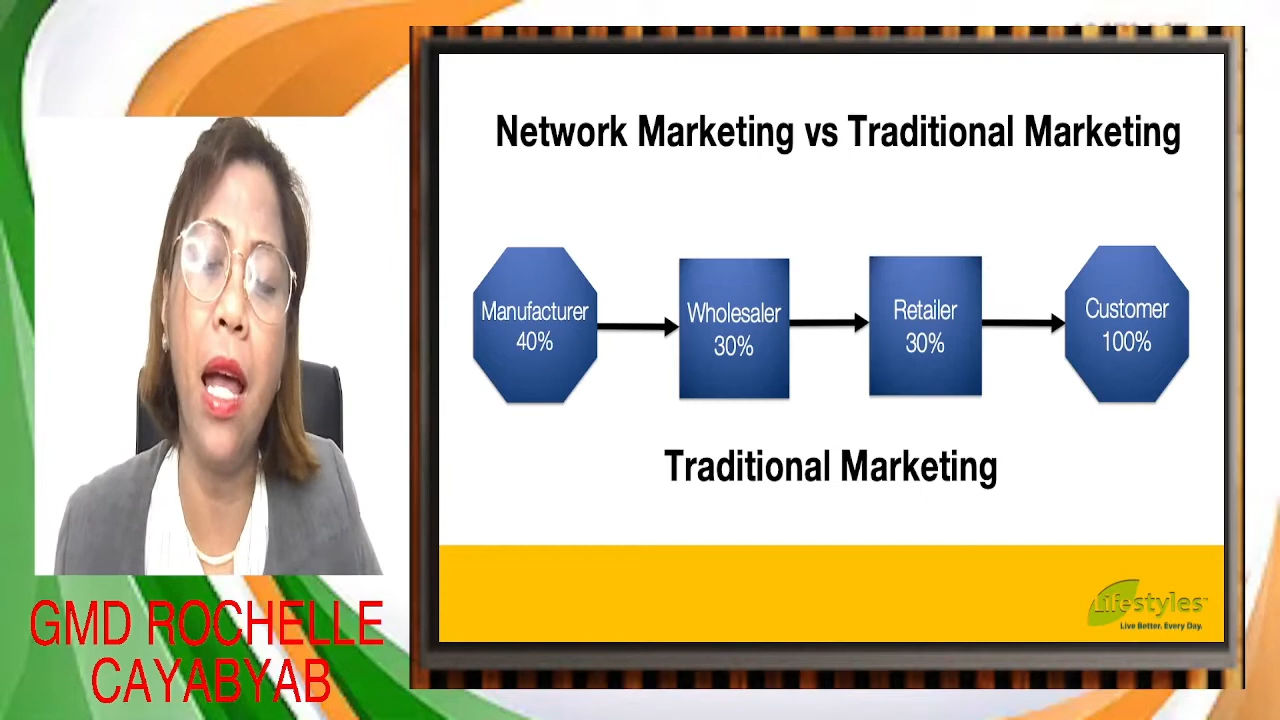 Network Marketing vs Traditional Marketing
Manufacturer
40%
Wholesaler
30%
Retailer
30%
Customer
100%
Traditional Marketing
Lifestyles™
Live Better. Every Day.
GMD ROCHELLE
CAYABYAB